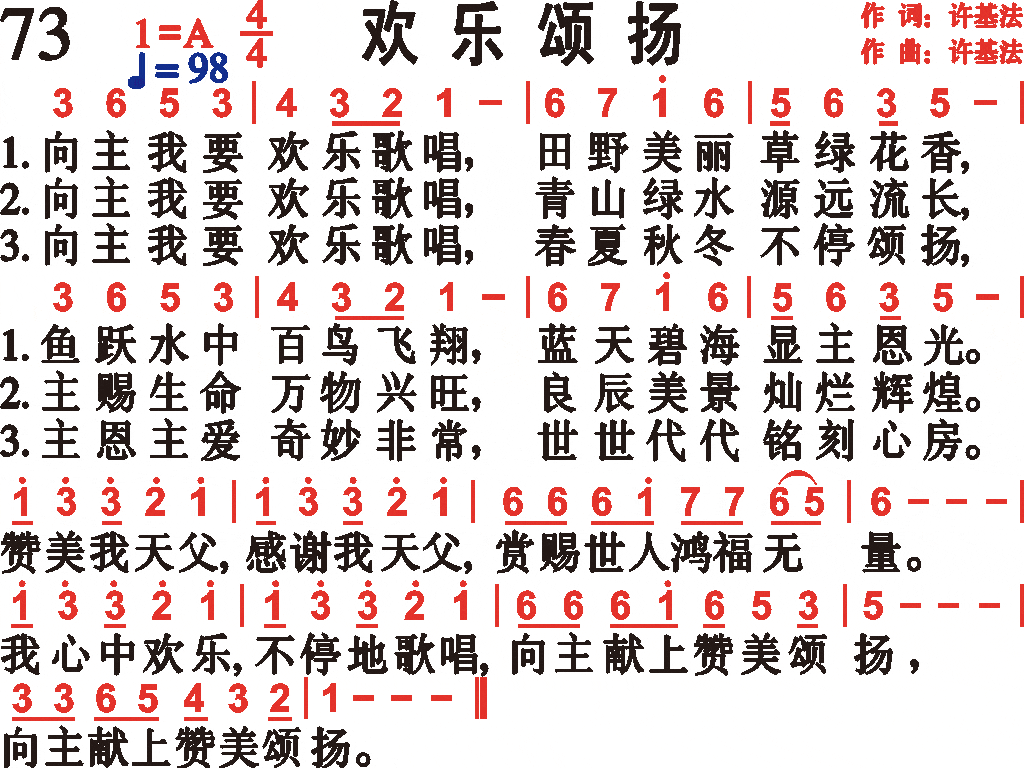 73 1=A 4/4 欢乐颂扬 作 词：许基法
♩=98 作 曲：许基法
3 6 5 3 | 4 3 2 1 – | 6 7 i 6 | 5 6 3 5 – |
1.向主我要 欢乐歌唱， 田野美丽 草绿花香,
2.向主我要 欢乐歌唱， 青山绿水 源远流长,
3.向主我要 欢乐歌唱， 春夏秋冬 不停颂扬,
3 6 5 3 | 4 3 2 1 – | 6 7 i 6 | 5 6 3 5 – |
1.鱼跃水中 百鸟飞翔， 蓝天碧海 显主恩光。
2.主赐生命 万物兴旺， 良辰美景 灿烂辉煌。
3.主恩主爱 奇妙非常， 世世代代 铭刻心房。
i 3 3 2 i | i 3 3 2 i | 6 6 6 i 7 7 6 5 | 6 – – – |
赞美我天父, 感谢我天父, 赏赐世人鸿福无 量。
i 3 3 2 i | i 3 3 2 i | 6 6 6 i 6 5 3 | 5 – – – |
我心中欢乐, 不停地歌唱, 向主献上赞美颂 扬，
3 3 6 5 4 3 2 | 1 – – – ‖
向主献上赞美颂扬。